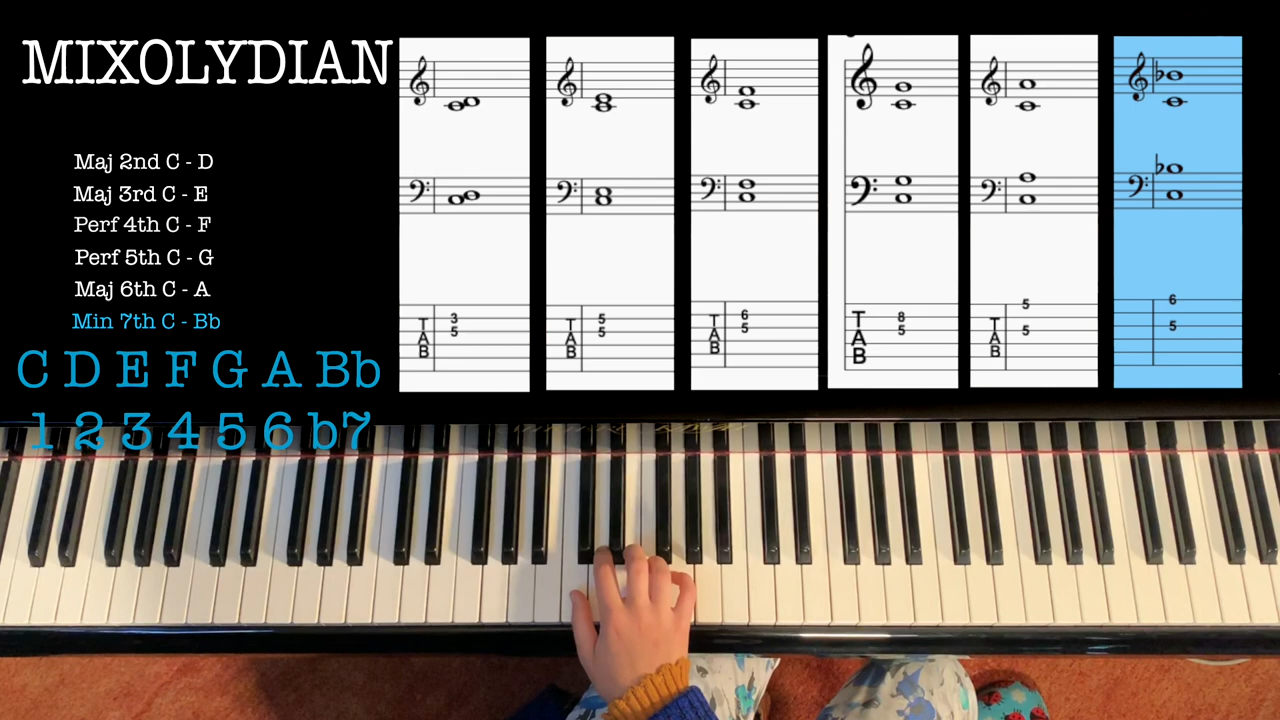 MIXOLYDIAN
Maj 2nd C - D
Maj 3rd C - E
Perf 4th C - F
Perf 5th C - G
Maj 6th C - A
Min 7th C - Bb
C D E F G A Bb
1 2 3 4 5 6 b7
T A B 3 5
T A B 5 5
T A B 6 5
T A B 8 5
T A B 5 5
6 5